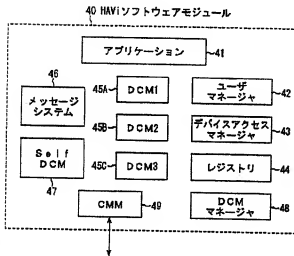 40 HAViソフトウェアモジュール
アプリケーション
41
46
メッセージ
システム
45A
DCM1
ユーザ
マネージャ
42
45B
DCM2
デバイスアクセス
マネージャ
43
Self
DCM
47
45C
DCM3
レジストリ
44
CMM
49
DCM
マネージャ
48